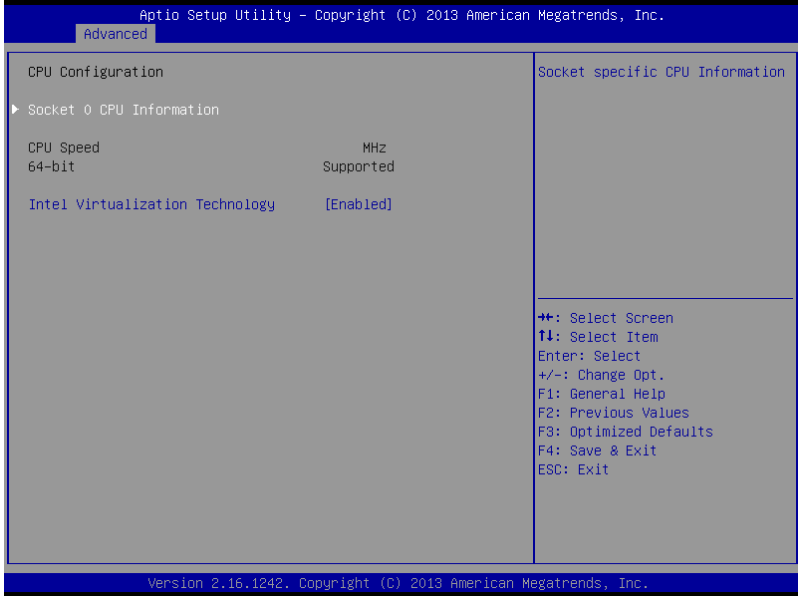 Aptio Setup Utility – Copyright (C) 2013 American Megatrends, Inc.
Advanced
CPU Configuration
Socket 0 CPU Information
CPU Speed MHz
64-bit Supported
Intel Virtualization Technology [Enabled]
Socket specific CPU Information
→←: Select Screen
↑↓: Select Item
Enter: Select
+/-: Change Opt.
F1: General Help
F2: Previous Values
F3: Optimized Defaults
F4: Save & Exit
ESC: Exit
Version 2.16.1242. Copyright (C) 2013 American Megatrends, Inc.